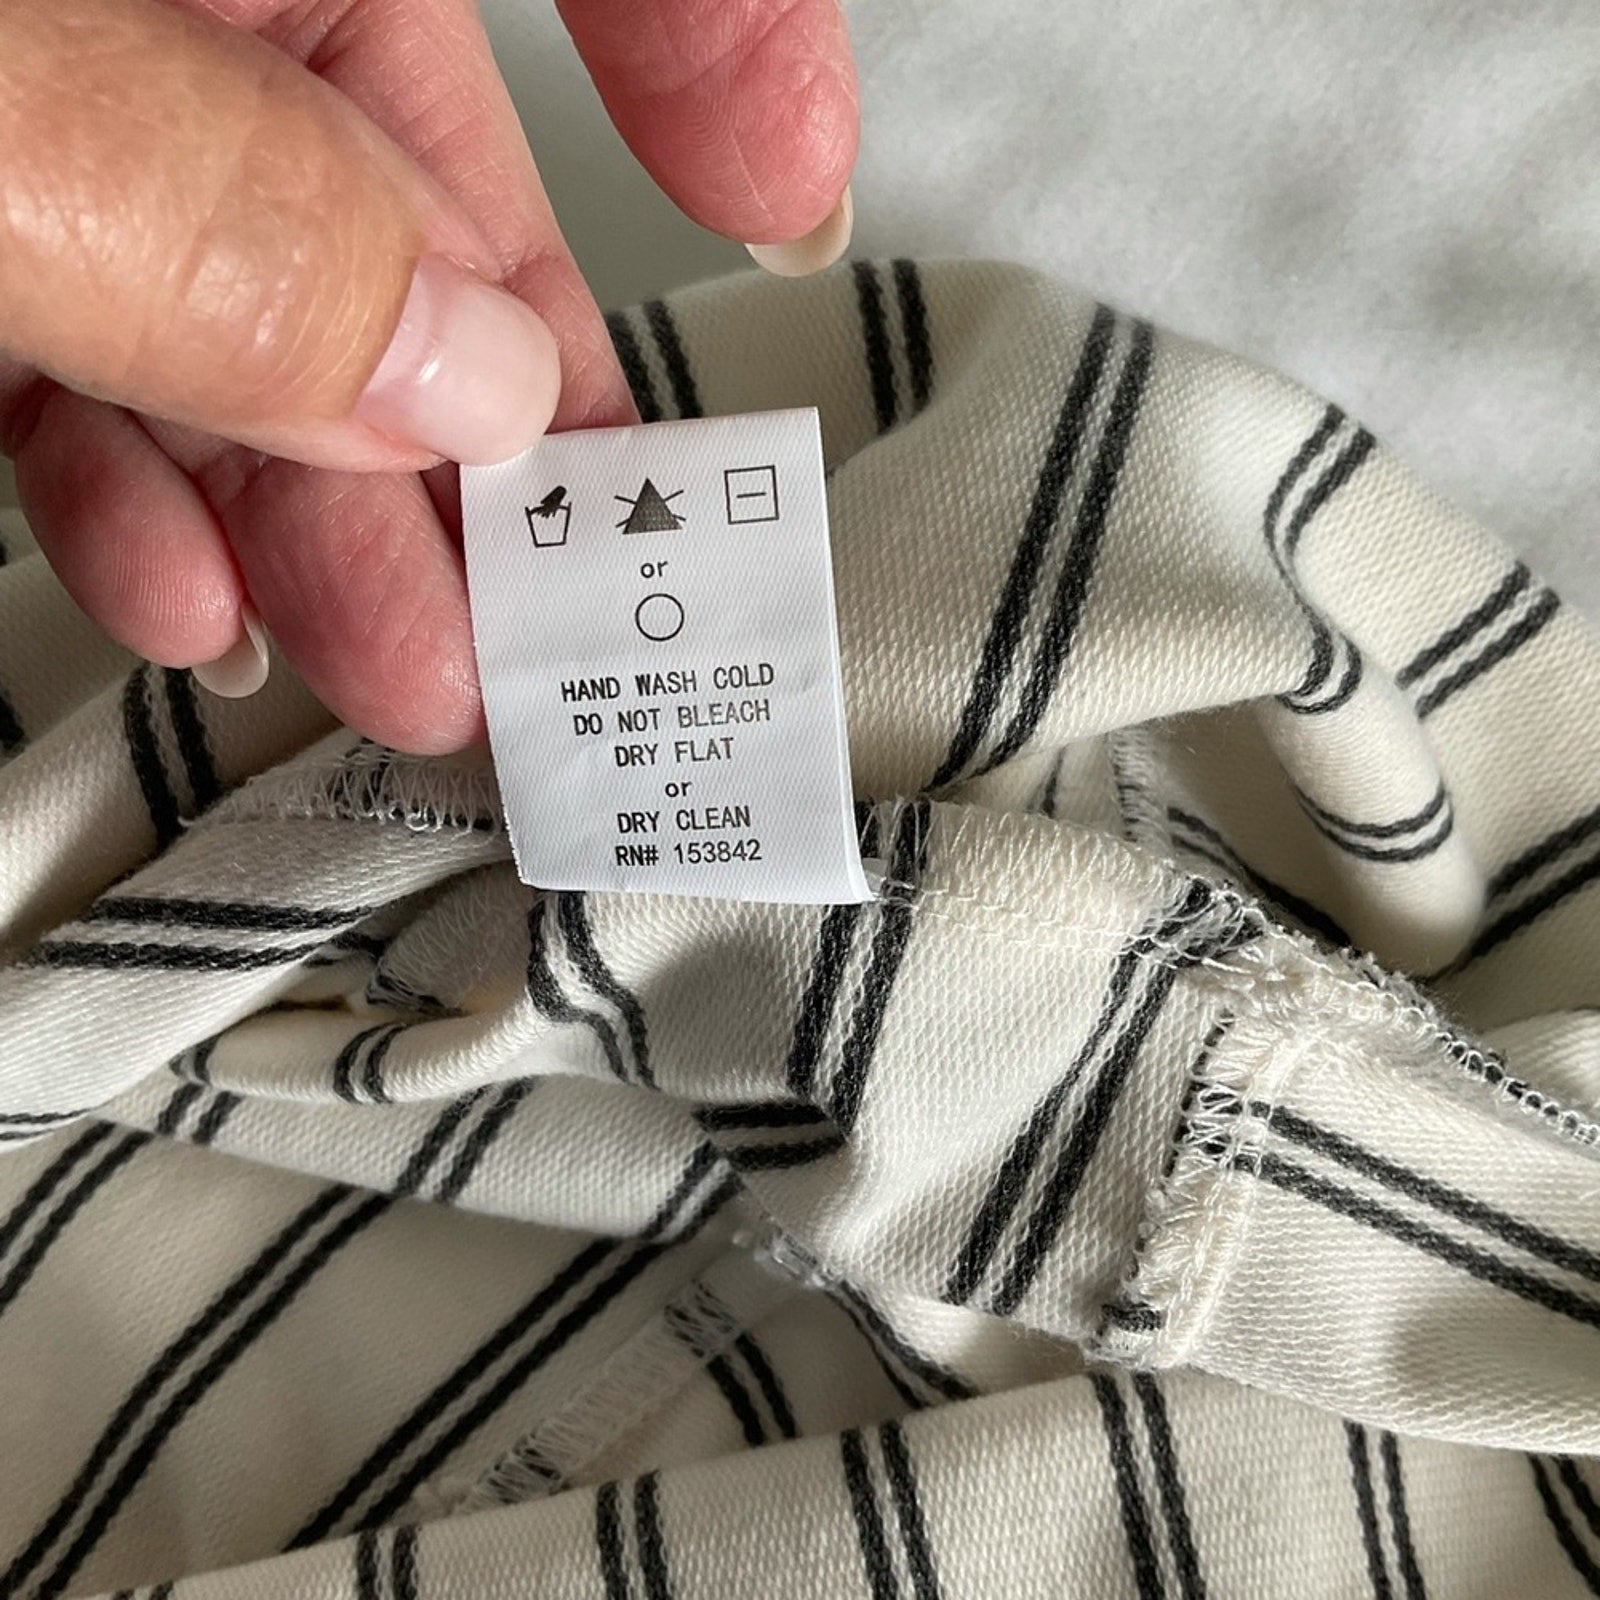 or
HAND WASH COLD
DO NOT BLEACH
DRY FLAT
or
DRY CLEAN
RN# 153842